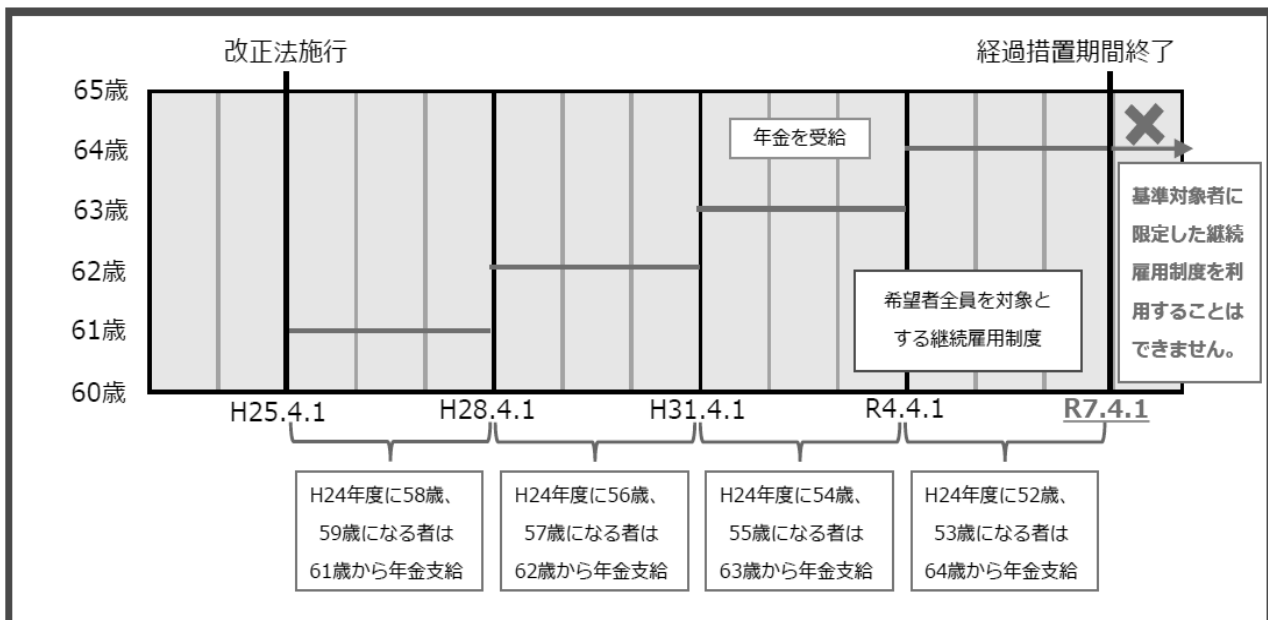 改正法施行
経過措置期間終了
65歳
64歳
63歳
62歳
61歳
60歳
年金を受給
希望者全員を対象と
する継続雇用制度
基準対象者に
限定した継続
雇用制度を利
用することは
できません。
H25.4.1
H28.4.1
H31.4.1
R4.4.1
R7.4.1
H24年度に58歳、
59歳になる者は
61歳から年金支給
H24年度に56歳、
57歳になる者は
62歳から年金支給
H24年度に54歳、
55歳になる者は
63歳から年金支給
H24年度に52歳、
53歳になる者は
64歳から年金支給